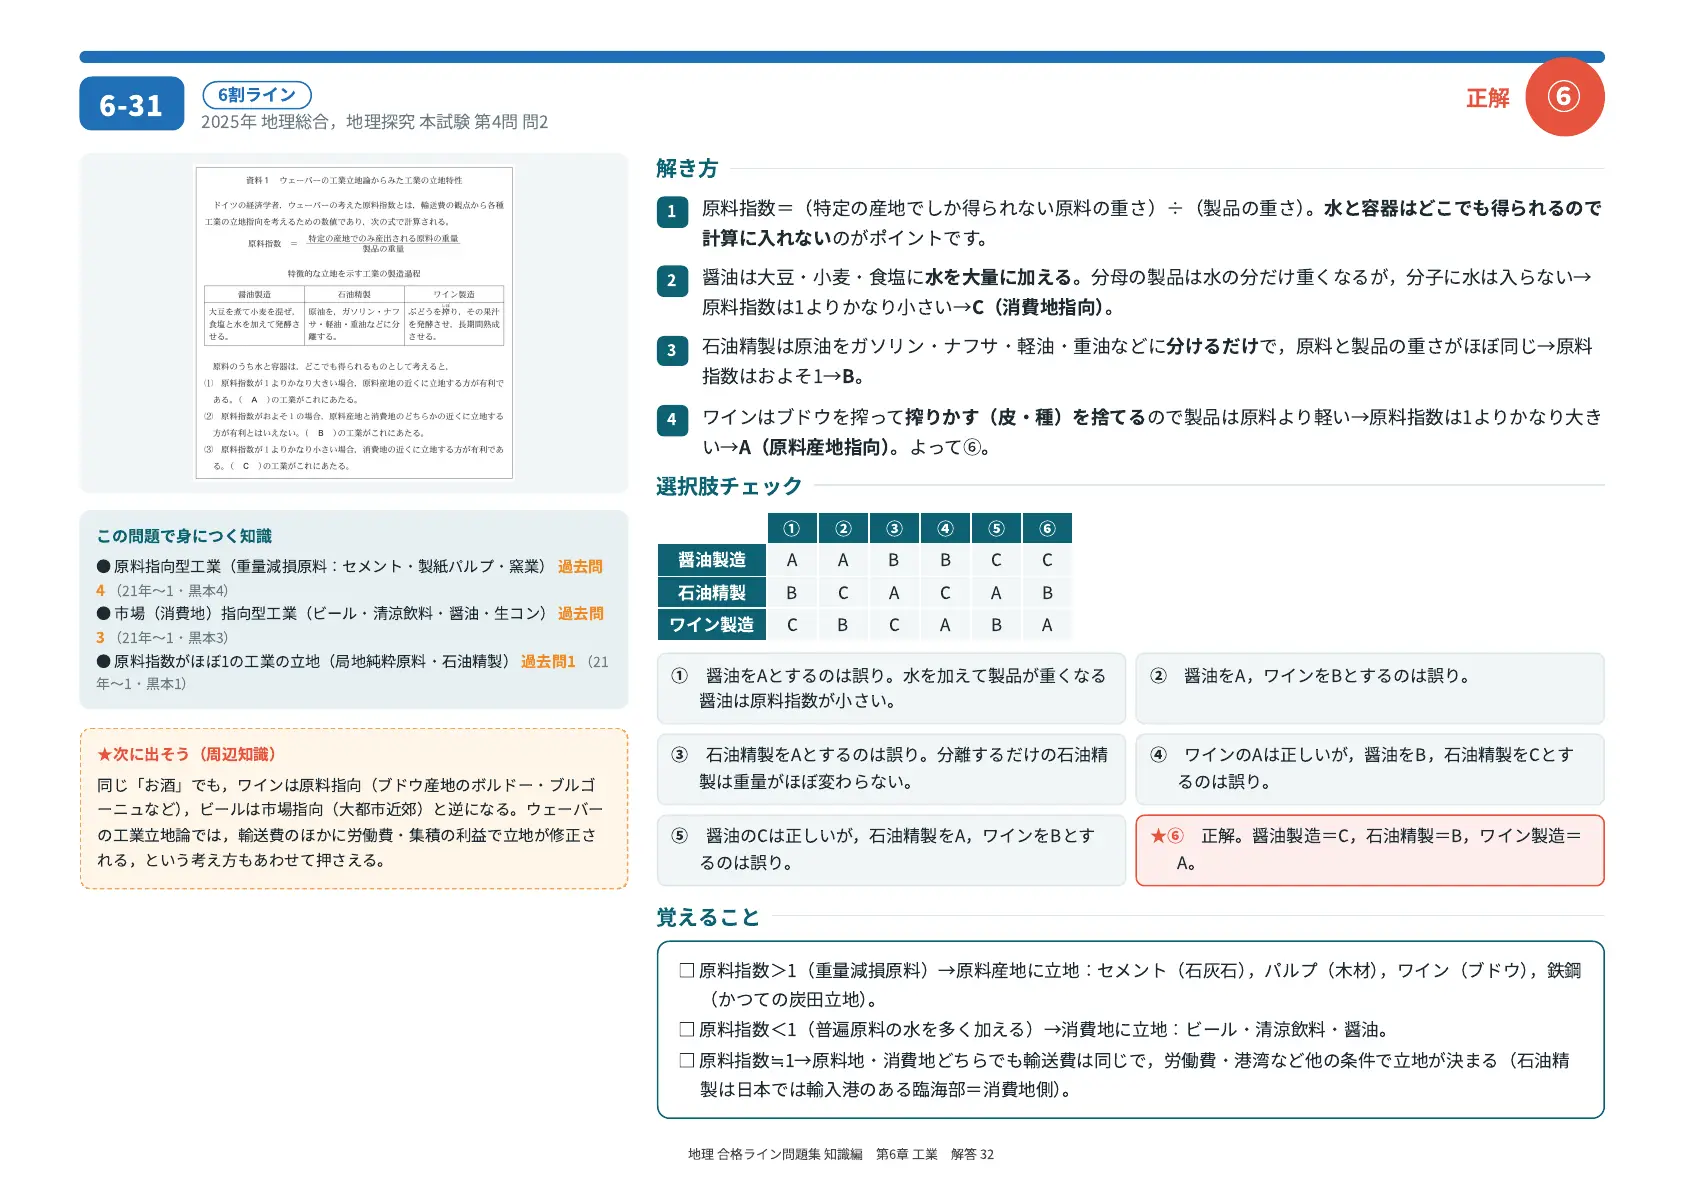 6-31
6割ライン
2025年 地理総合，地理探究 本試験 第4問 問2
正解 ⑥
資料1　ウェーバーの工業立地論からみた工業の立地特性
ドイツの経済学者，ウェーバーの考えた原料指数とは，輸送費の観点から各種
工業の立地指向を考えるための数値であり，次の式で計算される。
原料指数　＝　特定の産地でのみ産出される原料の重量
製品の重量
特徴的な立地を示す工業の製造過程
醤油製造　石油精製　ワイン製造
大豆を煮て小麦を混ぜ，　原油を，ガソリン・ナフ　ぶどうを搾り，その果汁
しぼ
食塩と水を加えて発酵さ　サ・軽油・重油などに分　を発酵させ，長期間熟成
せる。　離する。　させる。
原料のうち水と容器は，どこでも得られるものとして考えると，
⑴　原料指数が1よりかなり大きい場合，原料産地の近くに立地する方が有利で
ある。（　A　）の工業がこれにあたる。
⑵　原料指数がおよそ1の場合，原料産地と消費地のどちらかの近くに立地する
方が有利とはいえない。（　B　）の工業がこれにあたる。
⑶　原料指数が1よりかなり小さい場合，消費地の近くに立地する方が有利であ
る。（　C　）の工業がこれにあたる。
この問題で身につく知識
●原料指向型工業（重量減損原料：セメント・製紙パルプ・窯業） 過去問
4 （21年〜1・黒本4）
●市場（消費地）指向型工業（ビール・清涼飲料・醤油・生コン） 過去問
3 （21年〜1・黒本3）
●原料指数がほぼ1の工業の立地（局地純粋原料・石油精製） 過去問1 （21
年〜1・黒本1）
★次に出そう（周辺知識）
同じ「お酒」でも，ワインは原料指向（ブドウ産地のボルドー・ブルゴ
ーニュなど），ビールは市場指向（大都市近郊）と逆になる。ウェーバー
の工業立地論では，輸送費のほかに労働費・集積の利益で立地が修正さ
れる，という考え方もあわせて押さえる。
解き方
1 原料指数＝（特定の産地でしか得られない原料の重さ）÷（製品の重さ）。水と容器はどこでも得られるので
計算に入れないのがポイントです。
2 醤油は大豆・小麦・食塩に水を大量に加える。分母の製品は水の分だけ重くなるが，分子に水は入らない→
原料指数は1よりかなり小さい→C（消費地指向）。
3 石油精製は原油をガソリン・ナフサ・軽油・重油などに分けるだけで，原料と製品の重さがほぼ同じ→原料
指数はおよそ1→B。
4 ワインはブドウを搾って搾りかす（皮・種）を捨てるので製品は原料より軽い→原料指数は1よりかなり大き
い→A（原料産地指向）。よって⑥。
選択肢チェック
① ② ③ ④ ⑤ ⑥
醤油製造 A A B B C C
石油精製 B C A C A B
ワイン製造 C B C A B A
①　醤油をAとするのは誤り。水を加えて製品が重くなる
醤油は原料指数が小さい。
②　醤油をA，ワインをBとするのは誤り。
③　石油精製をAとするのは誤り。分離するだけの石油精
製は重量がほぼ変わらない。
④　ワインのAは正しいが，醤油をB，石油精製をCとす
るのは誤り。
⑤　醤油のCは正しいが，石油精製をA，ワインをBとす
るのは誤り。
★⑥　正解。醤油製造＝C，石油精製＝B，ワイン製造＝
A。
覚えること
□原料指数＞1（重量減損原料）→原料産地に立地：セメント（石灰石），パルプ（木材），ワイン（ブドウ），鉄鋼
（かつての炭田立地）。
□原料指数＜1（普遍原料の水を多く加える）→消費地に立地：ビール・清涼飲料・醤油。
□原料指数≒1→原料地・消費地どちらでも輸送費は同じで，労働費・港湾など他の条件で立地が決まる（石油精
製は日本では輸入港のある臨海部＝消費地側）。
地理 合格ライン問題集 知識編　第6章 工業　解答 32